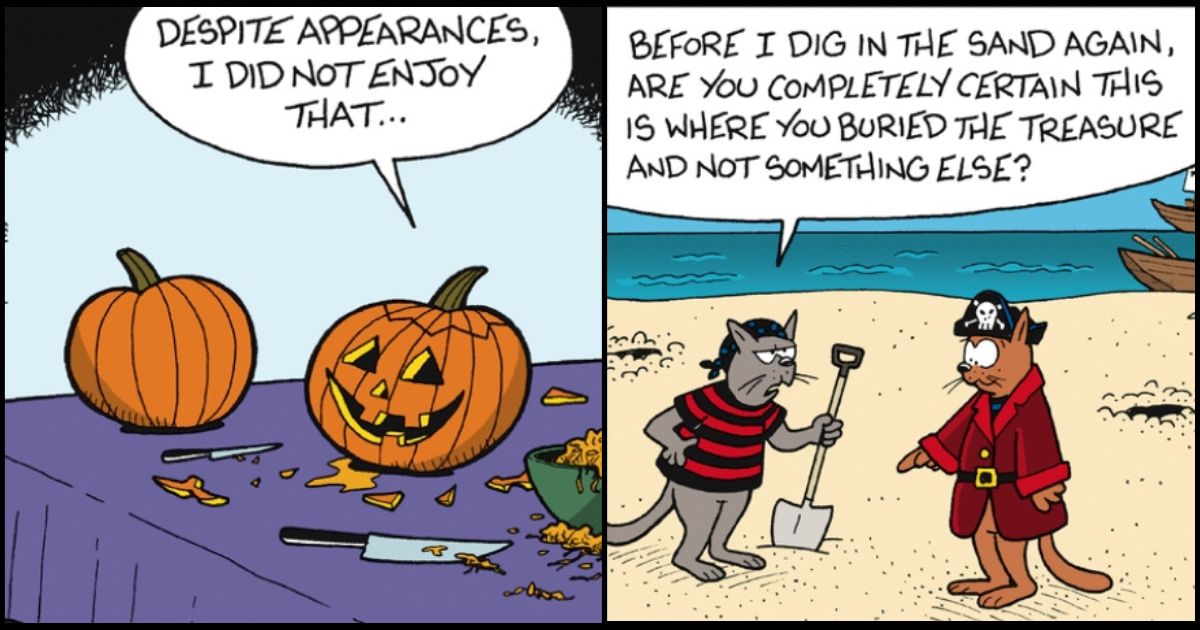 DESPITE APPEARANCES,
I DID NOT ENJOY
THAT...
BEFORE I DIG IN THE SAND AGAIN,
ARE YOU COMPLETELY CERTAIN THIS
IS WHERE YOU BURIED THE TREASURE
AND NOT SOMETHING ELSE?